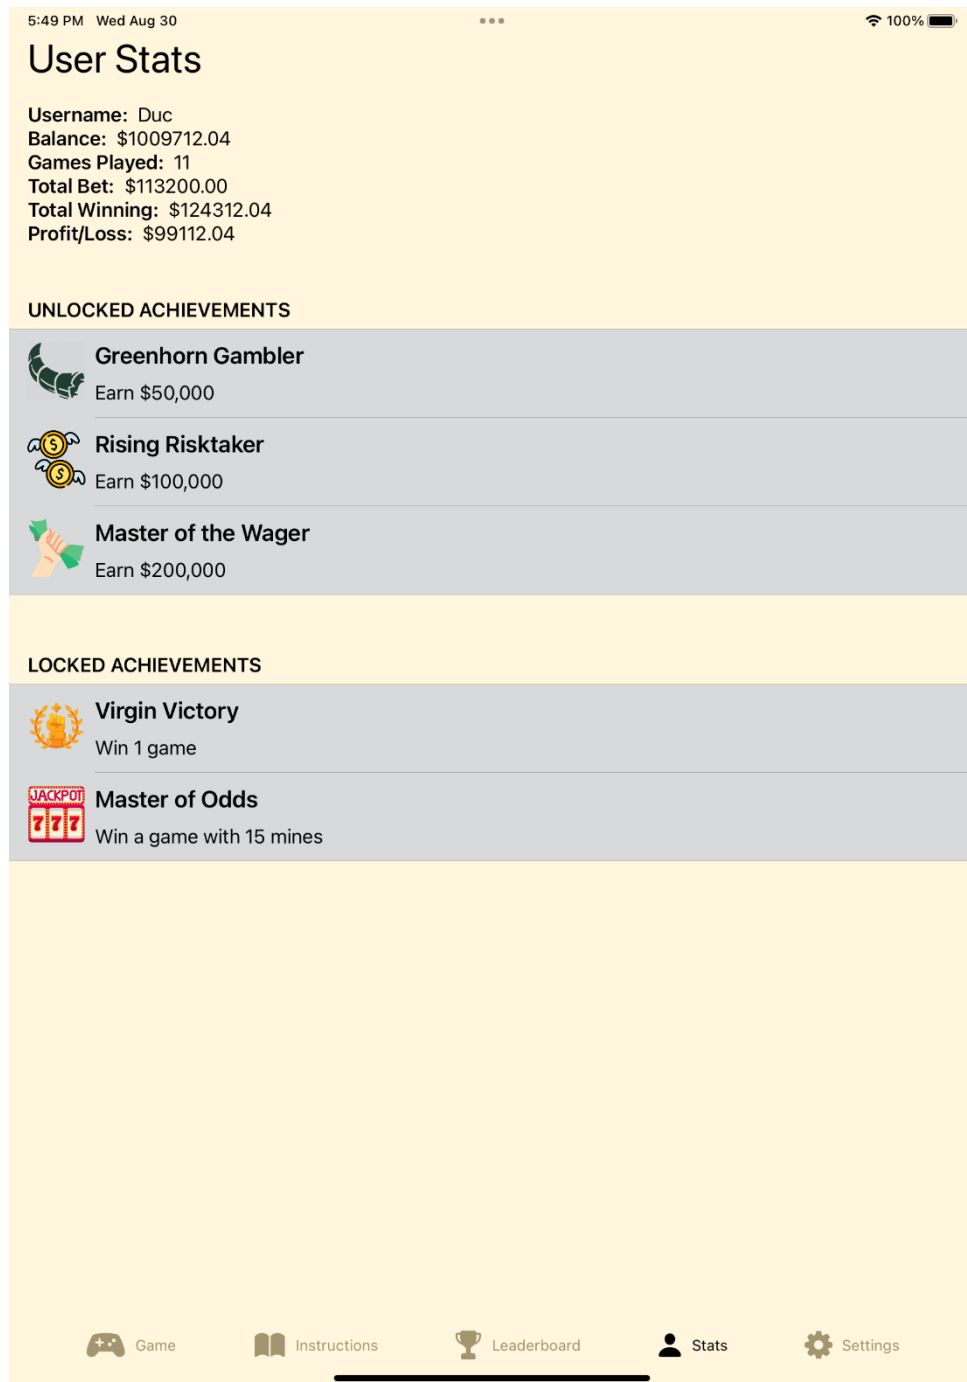 5:49 PM Wed Aug 30
100%
User Stats
Username: Duc
Balance: $1009712.04
Games Played: 11
Total Bet: $113200.00
Total Winning: $124312.04
Profit/Loss: $99112.04
UNLOCKED ACHIEVEMENTS
Greenhorn Gambler
Earn $50,000
Rising Risktaker
Earn $100,000
Master of the Wager
Earn $200,000
LOCKED ACHIEVEMENTS
Virgin Victory
Win 1 game
JACKPOT
777
Master of Odds
Win a game with 15 mines
Game Instructions Leaderboard Stats Settings